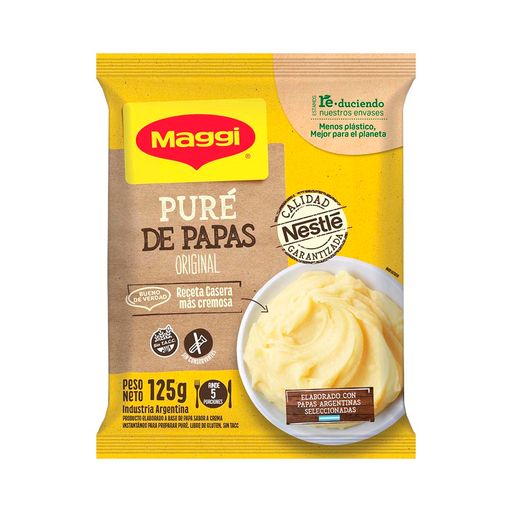 ESTAMOS
re·duciendo
nuestros envases
Menos plástico,
Mejor para el planeta
Maggi
®
PURÉ
DE PAPAS
ORIGINAL
CALIDAD
Nestlé
GARANTIZADA
BUENO
DE VERDAD
Receta Casera
más cremosa
Sin T.A.C.C.
SIN CONSERVANTES
PESO
NETO
125g
RINDE
5
PORCIONES
Industria Argentina
PRODUCTO ELABORADO A BASE DE PAPA SABOR A CREMA
INSTANTÁNEO PARA PREPARAR PURÉ, LIBRE DE GLUTEN, SIN TACC
ELABORADO CON
PAPAS ARGENTINAS
SELECCIONADAS